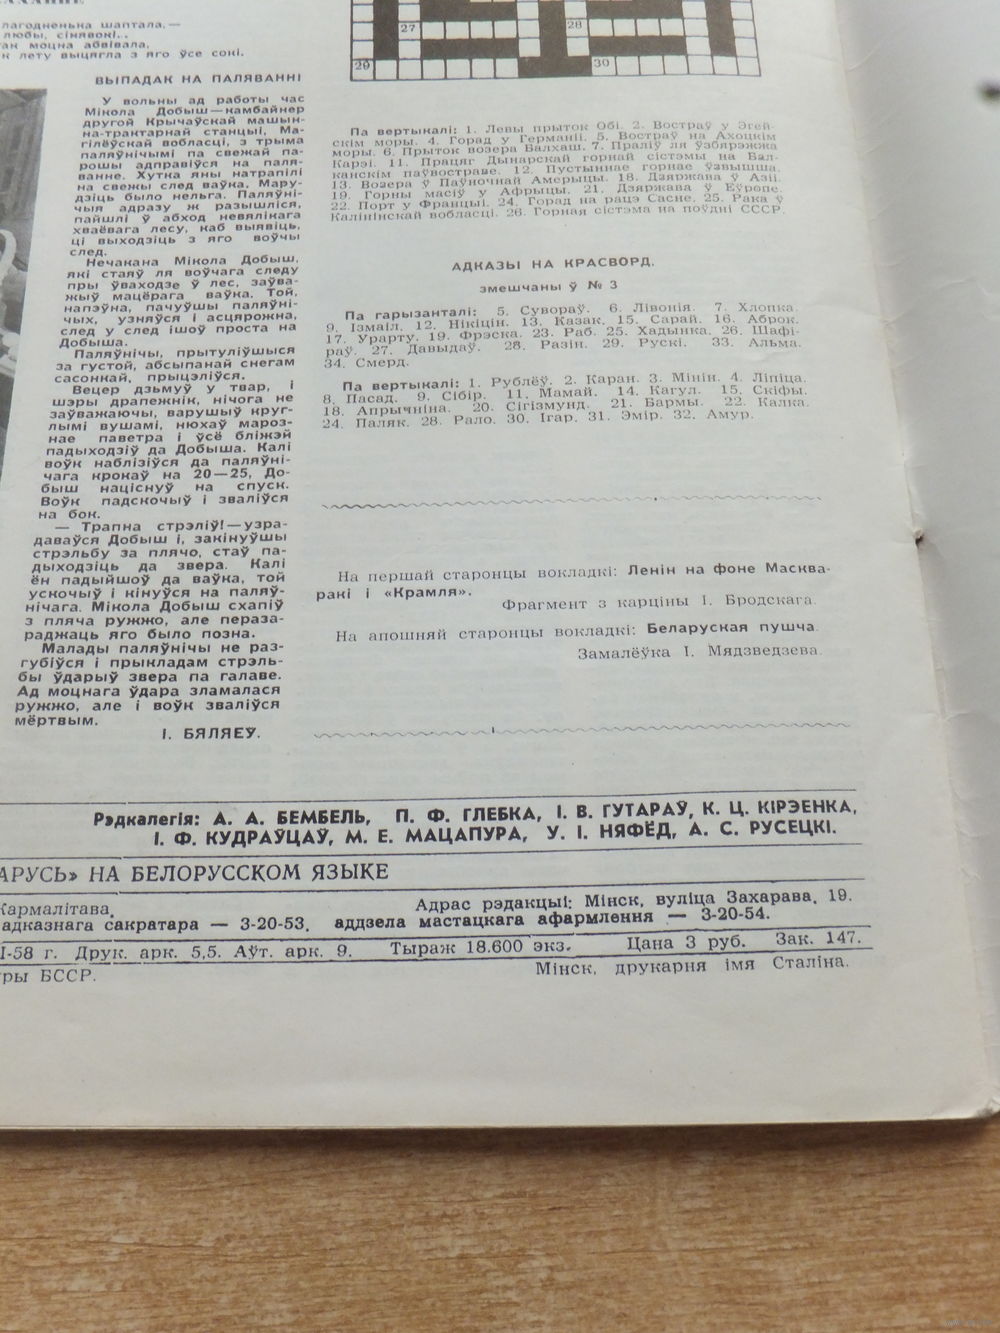 лагодненька шаптала,—
любы, сінявокі...
так моцна абвівала,
к лету выцягла з яго ўсе сокі.
ВЫПАДАК НА ПАЛЯВАННІ
У вольны ад работы час
Мікола Добыш—камбайнер
другой Крычаўскай машын-
на-трактарнай станцыі, Ма-
гілёўскай вобласці, з трыма
паляўнічымі па свежай па-
рошы адправіўся на паля-
ванне. Хутка яны натрапілі
на свежы след ваўка. Мару-
дзіць было нельга. Паляўні-
чыя адразу ж разышліся,
пайшлі ў абход невялікага
хваёвага лесу, каб выявіць,
ці выходзіць з яго воўчы
след.
Нечакана Мікола Добыш,
які стаяў ля воўчага следу
пры ўваходзе ў лес, заўва-
жыў мацёрага ваўка. Той,
напэўна, пачуўшы паляўні-
чых, узняўся і асцярожна,
след у след ішоў проста на
Добыша.
Паляўнічы, прытуліўшыся
за густой, абсыпанай снегам
сасоннай, прыцэліўся.
Вецер дзьмуў у твар, і
шэры драпежнік, нічога не
заўважаючы, варушыў круг-
лымі вушамі, нюхаў мароз-
нае паветра і ўсё бліжэй
падыходзіў да Добыша. Калі
воўк наблізіўся да паляўні-
чага крокаў на 20—25, До-
быш націснуў на спуск.
Воўк падскочыў і зваліўся
на бок.
— Трапна стрэліў!—узра-
даваўся Добыш і, закінуўшы
стрэльбу за плячо, стаў па-
дыходзіць да звера. Калі
ён падыйшоў да ваўка, той
ускочыў і кінуўся на паляў-
нічага. Мікола Добыш схапіў
з пляча ружжо, але перaза-
раджаць яго было позна.
Малады паляўнічы не раз-
губіўся і прыкладам стрэль-
бы ўдарыў звера па галаве.
Ад моцнага ўдара зламалася
ружжо, але і воўк зваліўся
мёртвым.
І. БЯЛЯЕЎ.
27 28
29 30
Па вертыкалі: 1. Левы прыток Обі. 2. Востраў у Эгей-
скім моры. 4. Горад у Германіі. 5. Востраў на Ахоцкім
моры. 6. Прыток возера Балхаш. 7. Праліў ля ўзбярэжжа
Карэі. 11. Працяг Дынарскай горнай сістэмы на Бал-
канскім паўвостраве. 12. Пустыннае горнае ўзвышша.
13. Возера ў Паўночнай Амерыцы. 18. Дзяржава ў Азіі.
19. Горны масіў у Афрыцы. 21. Дзяржава ў Еўропе.
22. Порт у Францыі. 24. Горад на рацэ Сасне. 25. Рака ў
Калінінскай вобласці. 26. Горная сістэма на поўдні СССР.
АДКАЗЫ НА КРАСВОРД,
змешчаны ў № 3
Па гарызанталі: 5. Сувораў. 6. Лівонія. 7. Хлопка.
9. Ізмаіл. 12. Нікіцін. 13. Казак. 15. Сарай. 16. Аброк.
17. Урарту. 19. Фрэска. 23. Раб. 25. Хадынка. 26. Шафі-
раў. 27. Давыдаў. 28. Разін. 29. Рускі. 33. Альма.
34. Смерд.
Па вертыкалі: 1. Рублёў. 2. Каран. 3. Мінін. 4. Ліпіца.
8. Пасад. 9. Сібір. 11. Мамай. 14. Кагул. 15. Скіфы.
18. Апрычніна. 20. Сігізмунд. 21. Бармы. 22. Калка.
24. Паляк. 28. Рало. 30. Ігар. 31. Эмір. 32. Амур.
На першай старонцы вокладкі: Ленін на фоне Масква-
ракі і «Крамля».
Фрагмент з карціны І. Бродскага.
На апошняй старонцы вокладкі: Беларуская пушча.
Замалёўка І. Мядзведзева.
Рэдкалегія: А. А. БЕМБЕЛЬ, П. Ф. ГЛЕБКА, І. В. ГУТАРАЎ, К. Ц. КІРЭЕНКА,
І. Ф. КУДРАЎЦАЎ, М. Е. МАЦАПУРА, У. І. НЯФЁД, А. С. РУСЕЦКІ.
АРУСЬ» НА БЕЛОРУССКОМ ЯЗЫКЕ
Кармалітава. Адрас рэдакцыі: Мінск, вуліца Захарава, 19.
адказнага сакратара — 3-20-53, аддзела мастацкага афармлення — 3-20-54.
I-58 г. Друк. арк. 5,5. Аўт. арк. 9. Тыраж 18.600 экз. Цана 3 руб. Зак. 147.
ры БССР. Мінск, друкарня імя Сталіна.